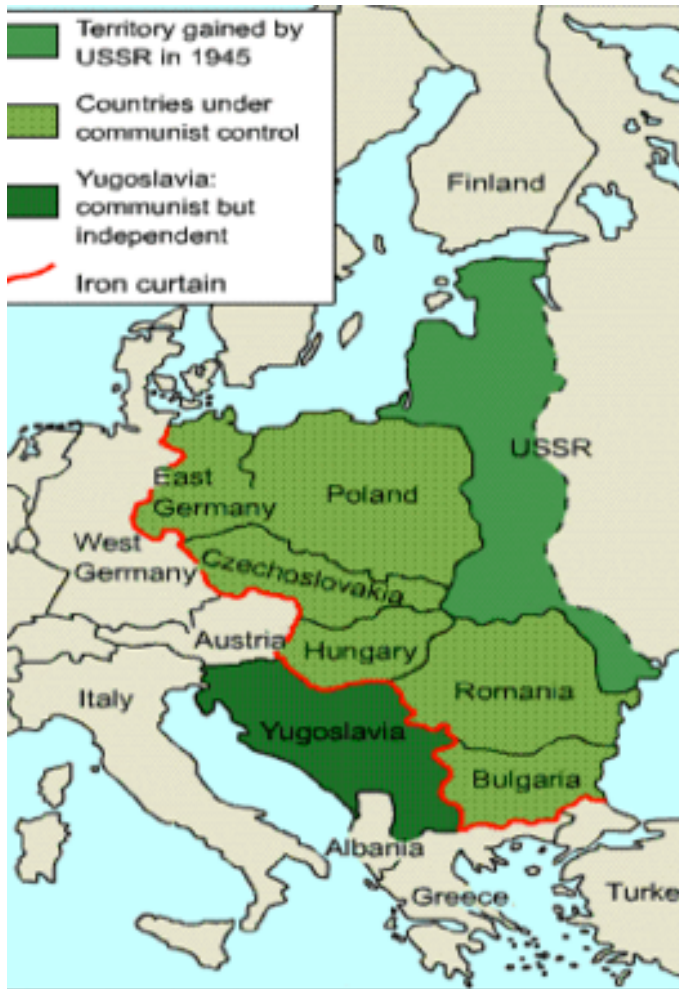 Territory gained by
USSR in 1945
Countries under
communist control
Yugoslavia:
communist but
independent
Iron curtain
Finland
USSR
East
Germany
Poland
West
Germany
Czechoslovakia
Austria
Hungary
Romania
Italy
Yugoslavia
Bulgaria
Albania
Greece
Turke